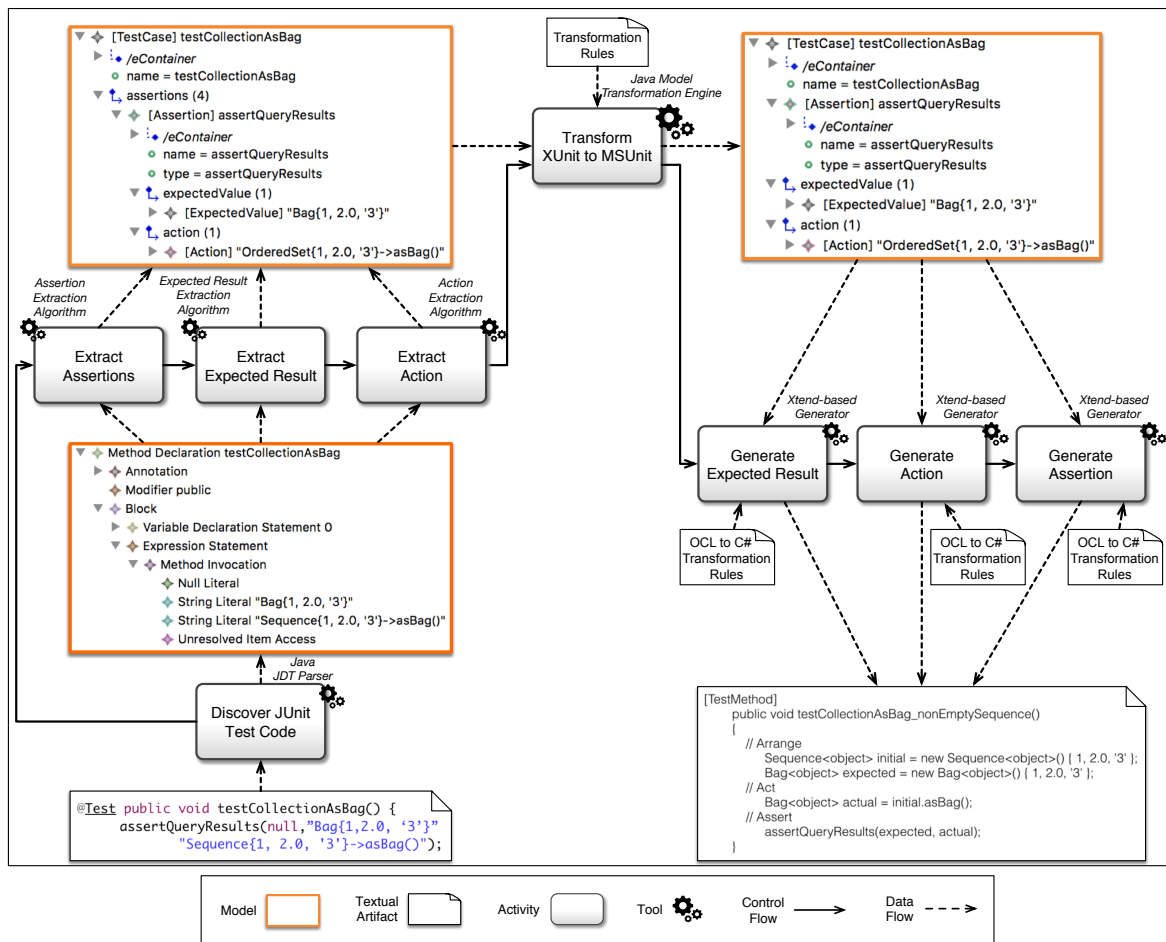 [TestCase] testCollectionAsBag
/eContainer
name = testCollectionAsBag
assertions (4)
[Assertion] assertQueryResults
/eContainer
name = assertQueryResults
type = assertQueryResults
expectedValue (1)
[ExpectedValue] "Bag{1, 2.0, '3'}"
action (1)
[Action] "OrderedSet{1, 2.0, '3'}->asBag()"
Transformation
Rules
Java Model
Transformation Engine
Transform
XUnit to MSUnit
[TestCase] testCollectionAsBag
/eContainer
name = testCollectionAsBag
[Assertion] assertQueryResults
/eContainer
name = assertQueryResults
type = assertQueryResults
expectedValue (1)
[ExpectedValue] "Bag{1, 2.0, '3'}"
action (1)
[Action] "OrderedSet{1, 2.0, '3'}->asBag()"
Assertion
Extraction
Algorithm
Expected Result
Extraction
Algorithm
Action
Extraction
Algorithm
Extract
Assertions
Extract
Expected Result
Extract
Action
Xtend-based
Generator
Xtend-based
Generator
Xtend-based
Generator
Generate
Expected Result
Generate
Action
Generate
Assertion
OCL to C#
Transformation
Rules
OCL to C#
Transformation
Rules
OCL to C#
Transformation
Rules
Method Declaration testCollectionAsBag
Annotation
Modifier public
Block
Variable Declaration Statement 0
Expression Statement
Method Invocation
Null Literal
String Literal "Bag{1, 2.0, '3'}"
String Literal "Sequence{1, 2.0, '3'}->asBag()"
Unresolved Item Access
Java
JDT Parser
Discover JUnit
Test Code
@Test public void testCollectionAsBag() {
assertQueryResults(null,”Bag{1,2.0, ‘3’}”
"Sequence{1, 2.0, '3'}->asBag()");
[TestMethod]
public void testCollectionAsBag_nonEmptySequence()
{
// Arrange
Sequence<object> initial = new Sequence<object>() { 1, 2.0, '3' };
Bag<object> expected = new Bag<object>() { 1, 2.0, '3' };
// Act
Bag<object> actual = initial.asBag();
// Assert
assertQueryResults(expected, actual);
}
Model
Textual
Artifact
Activity
Tool
Control
Flow
Data
Flow